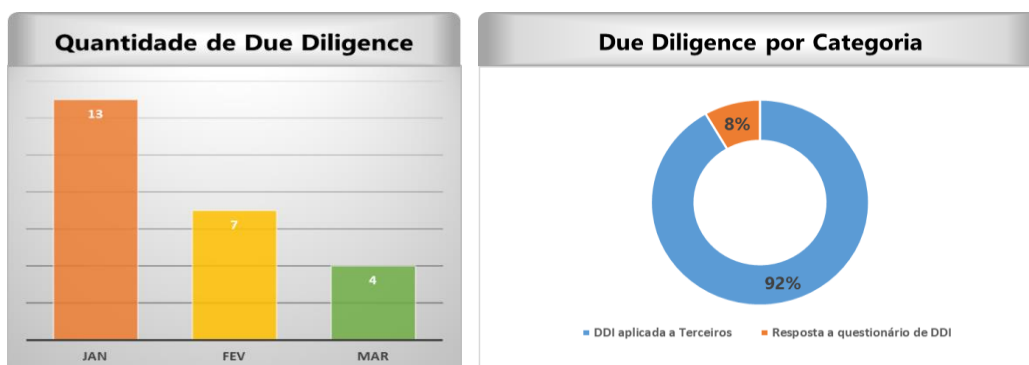 Quantidade de Due Diligence
13
7
4
JAN FEV MAR
Due Diligence por Categoria
8%
92%
DDI aplicada a Terceiros Resposta a questionário de DDI